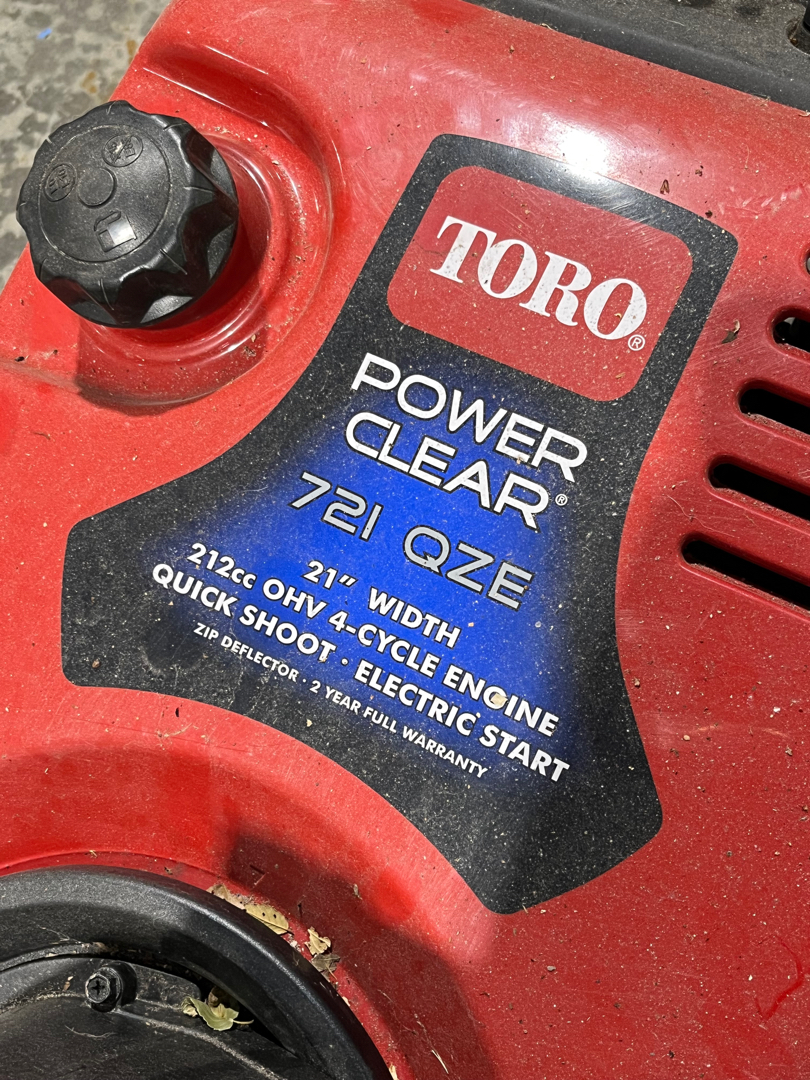 TORO®
POWER
CLEAR®
721 QZE
21” WIDTH
212cc OHV 4-CYCLE ENGINE
QUICK SHOOT · ELECTRIC START
ZIP DEFLECTOR · 2 YEAR FULL WARRANTY